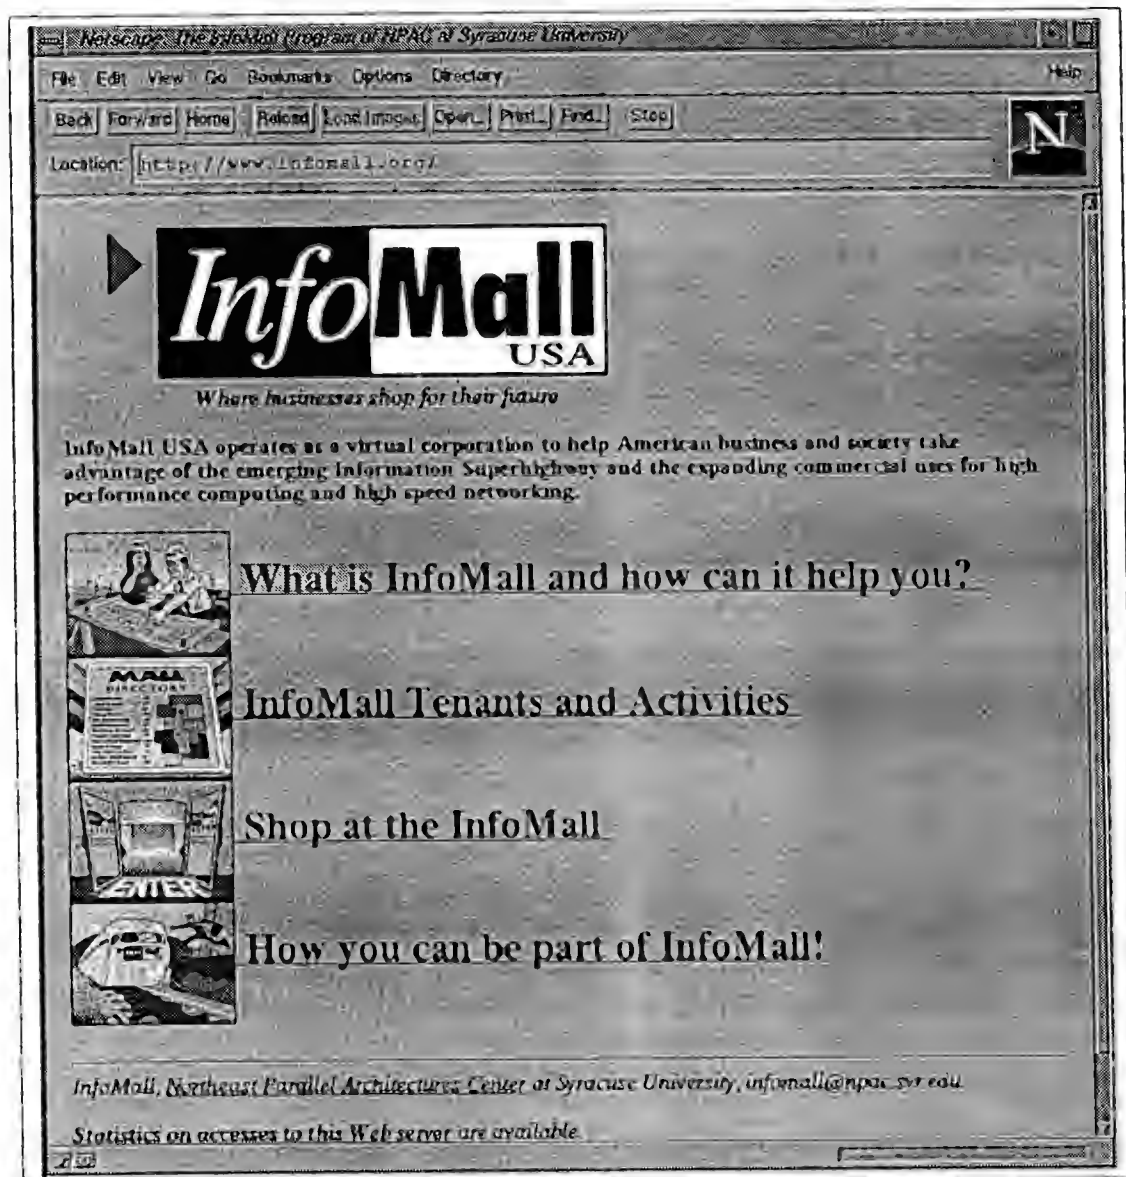 Netscape: The InfoMall Program of NPAC at Syracuse University
File Edit View Go Bookmarks Options Directory Help
Back Forward Home Reload Load Images Open... Print... Find... Stop
N
Location: http://www.infomall.org/
InfoMall
USA
Where businesses shop for their future
InfoMall USA operates as a virtual corporation to help American business and society take
advantage of the emerging Information Superhighway and the expanding commercial uses for high
performance computing and high speed networking.
What is InfoMall and how can it help you?
MALL
DIRECTORY
InfoMall Tenants and Activities
Shop at the InfoMall
ENTER
How you can be part of InfoMall!
InfoMall, Northeast Parallel Architectures Center at Syracuse University, infomall@npac.syr.edu
Statistics on accesses to this Web server are available.